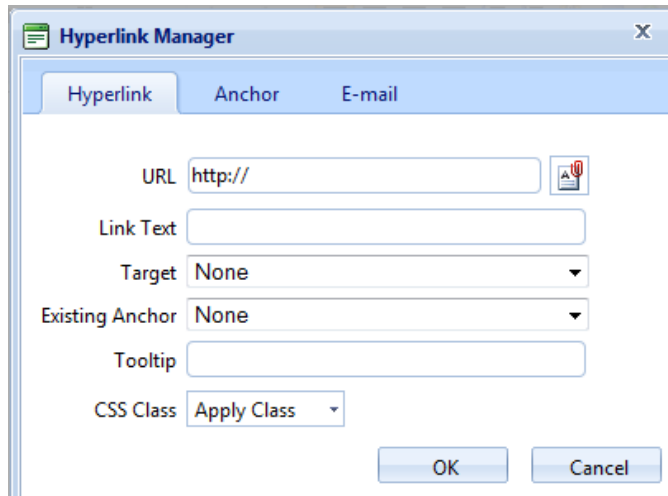 Hyperlink Manager X
Hyperlink Anchor E-mail
URL http://
Link Text
Target None
Existing Anchor None
Tooltip
CSS Class Apply Class
OK Cancel